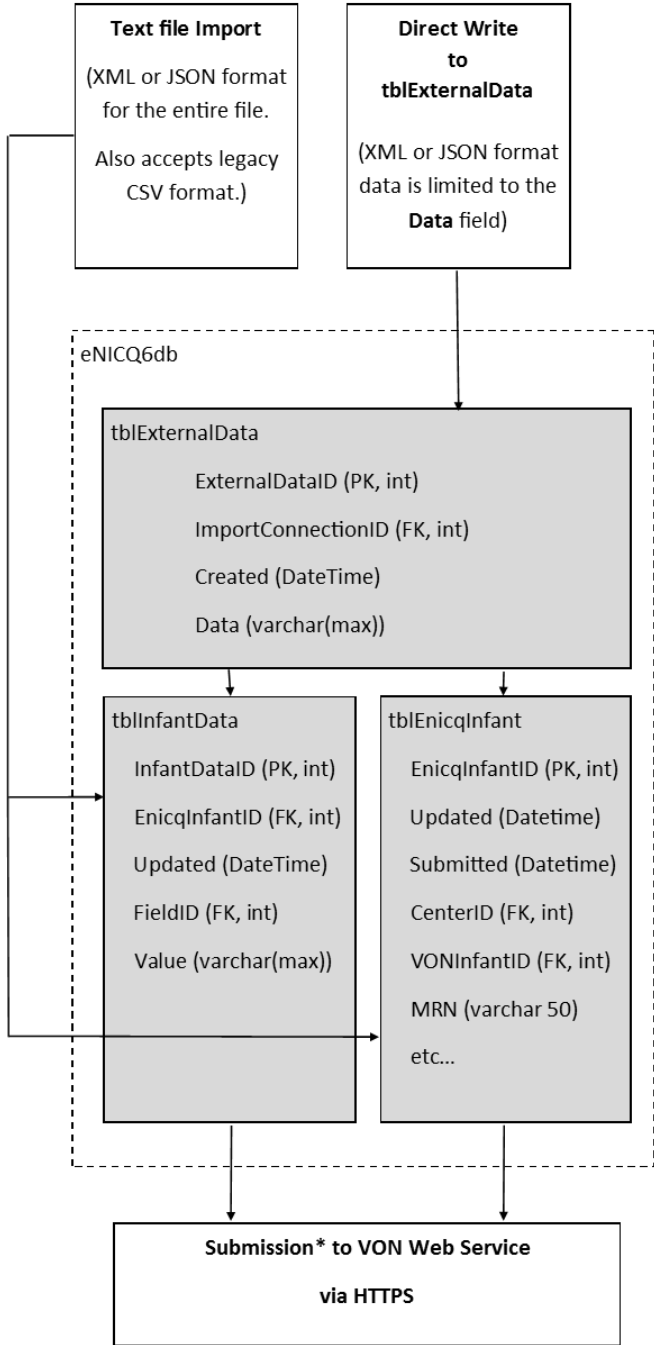 Text file Import
(XML or JSON format
for the entire file.
Also accepts legacy
CSV format.)
Direct Write
to
tblExternalData
(XML or JSON format
data is limited to the
Data field)
eNICQ6db
tblExternalData
ExternalDataID (PK, int)
ImportConnectionID (FK, int)
Created (DateTime)
Data (varchar(max))
tblInfantData
InfantDataID (PK, int)
EnicqInfantID (FK, int)
Updated (DateTime)
FieldID (FK, int)
Value (varchar(max))
tblEnicqInfant
EnicqInfantID (PK, int)
Updated (Datetime)
Submitted (Datetime)
CenterID (FK, int)
VONInfantID (FK, int)
MRN (varchar 50)
etc...
Submission* to VON Web Service
via HTTPS